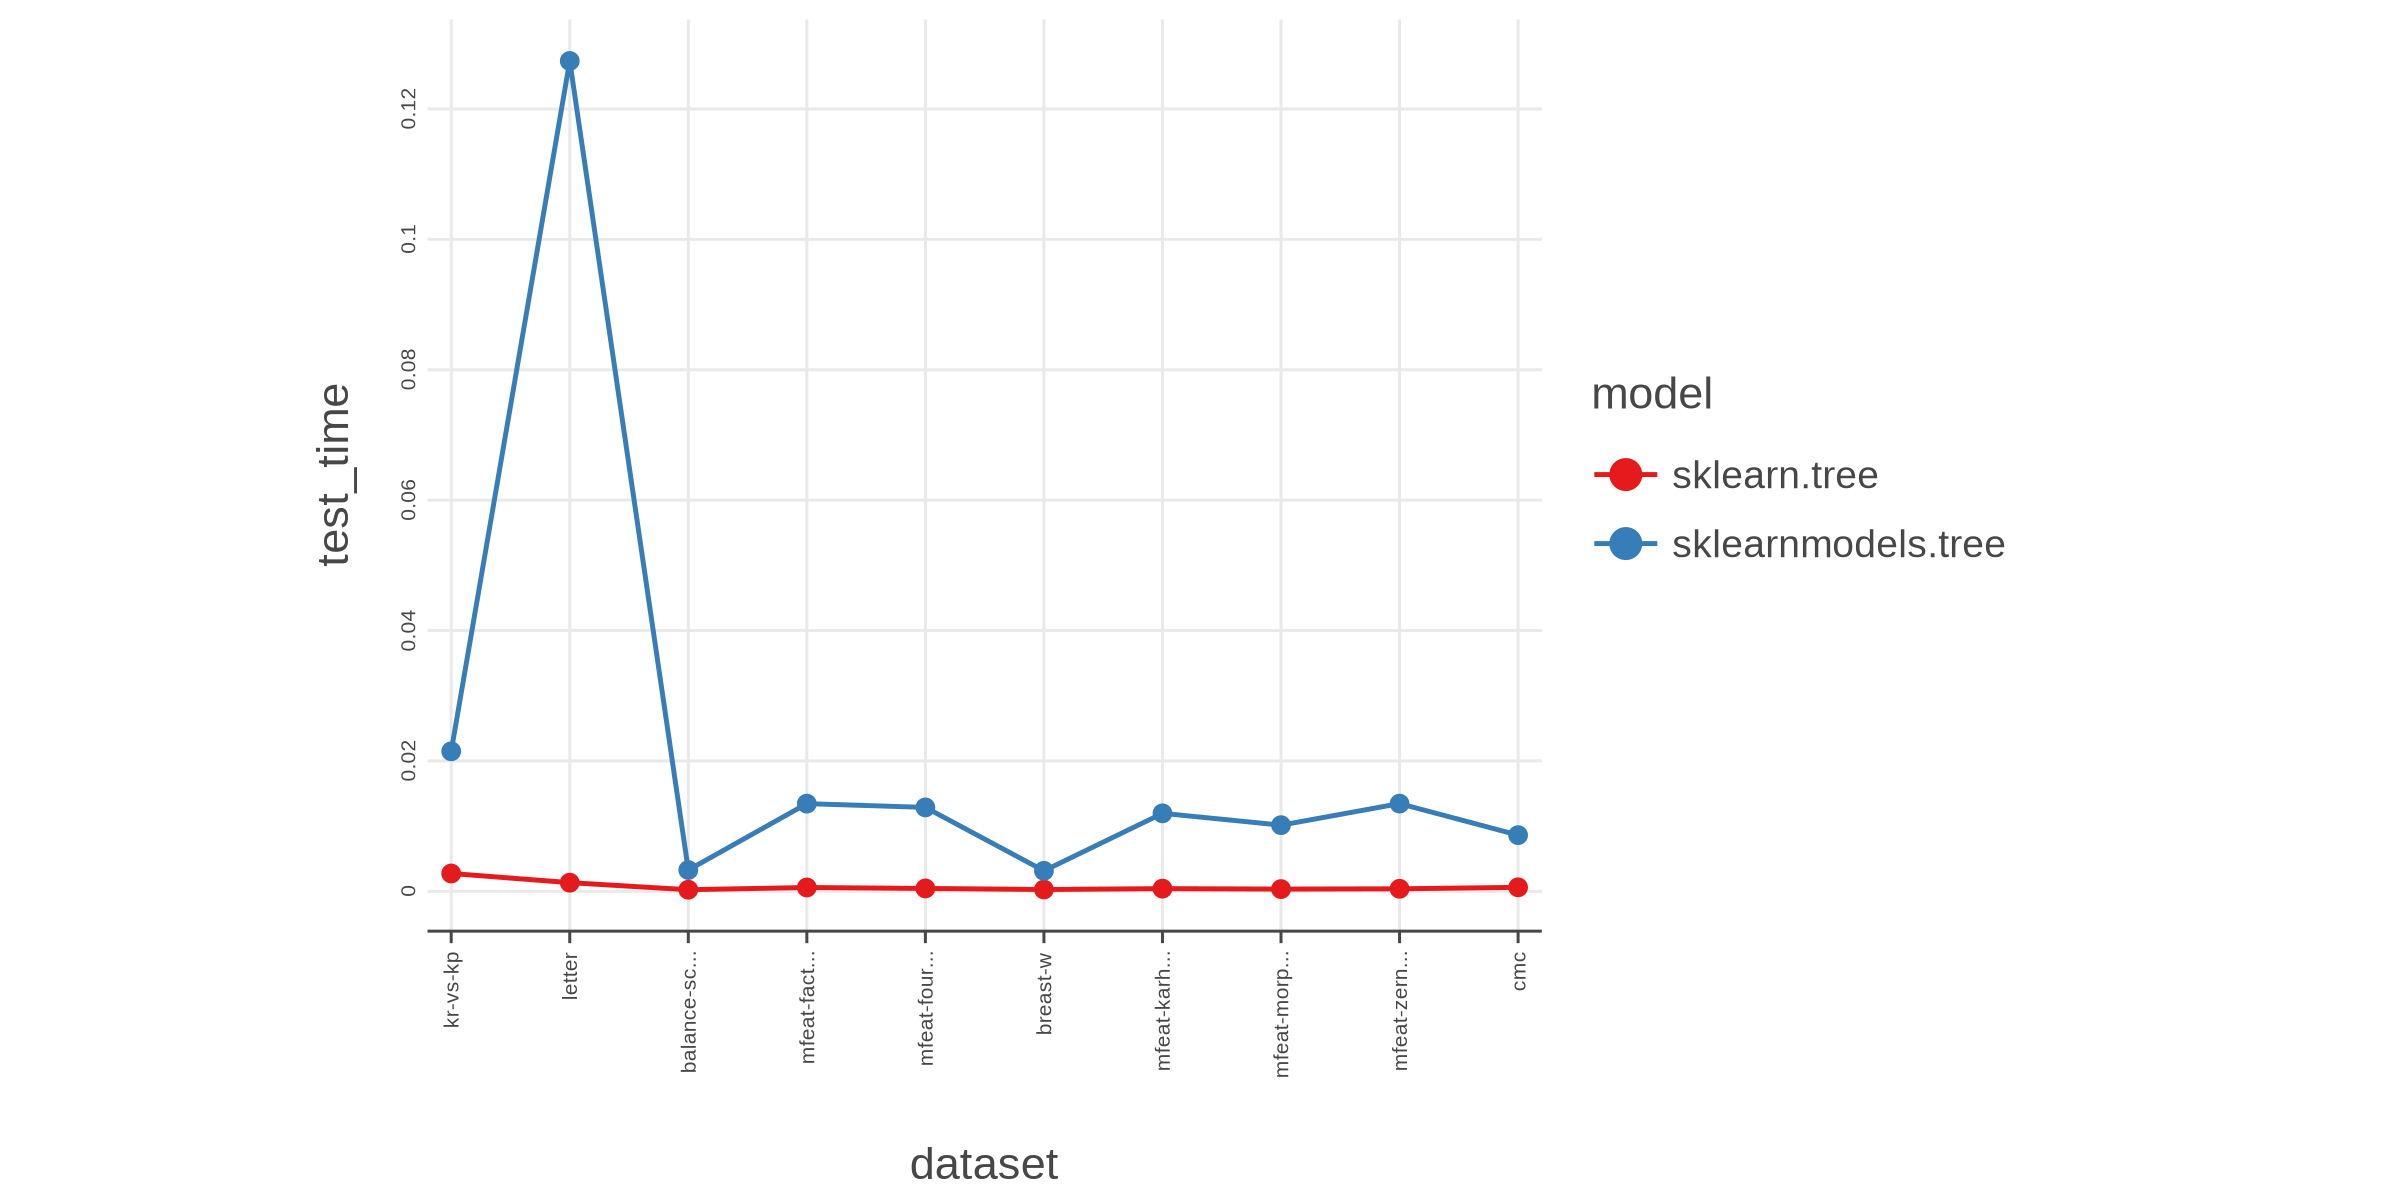 test_time
0.12
0.1
0.08
0.06
0.04
0.02
0
kr-vs-kp
letter
balance-sc...
mfeat-fact...
mfeat-four...
breast-w
mfeat-karh...
mfeat-morp...
mfeat-zern...
cmc
dataset
model
sklearn.tree
sklearnmodels.tree